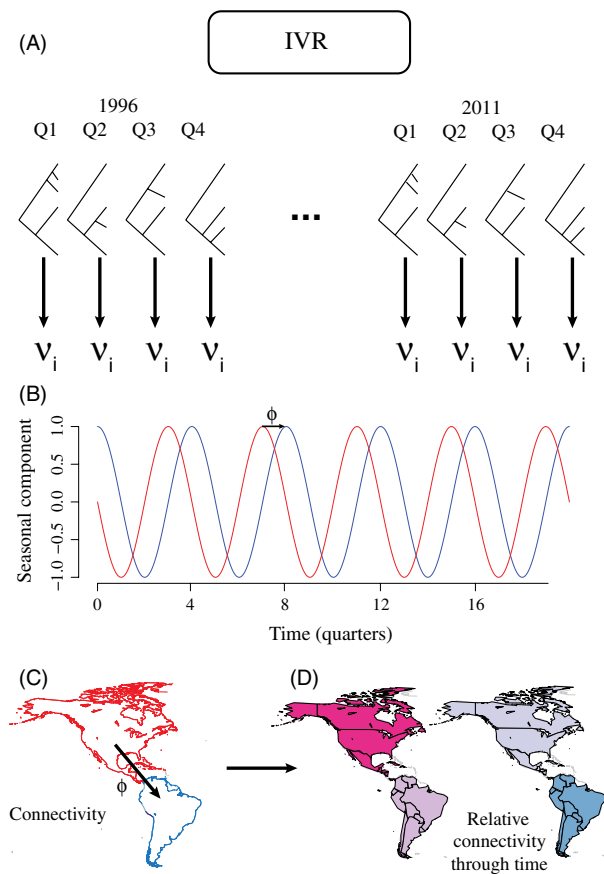 (A)
IVR
1996
2011
Q1 Q2 Q3 Q4
Q1 Q2 Q3 Q4
...
νi νi νi νi
νi νi νi νi
(B)
ϕ
Seasonal component
1.0
0.5
0.0
−0.5
−1.0
0 4 8 12 16
Time (quarters)
(C)
(D)
ϕ
Connectivity
Relative
connectivity
through time